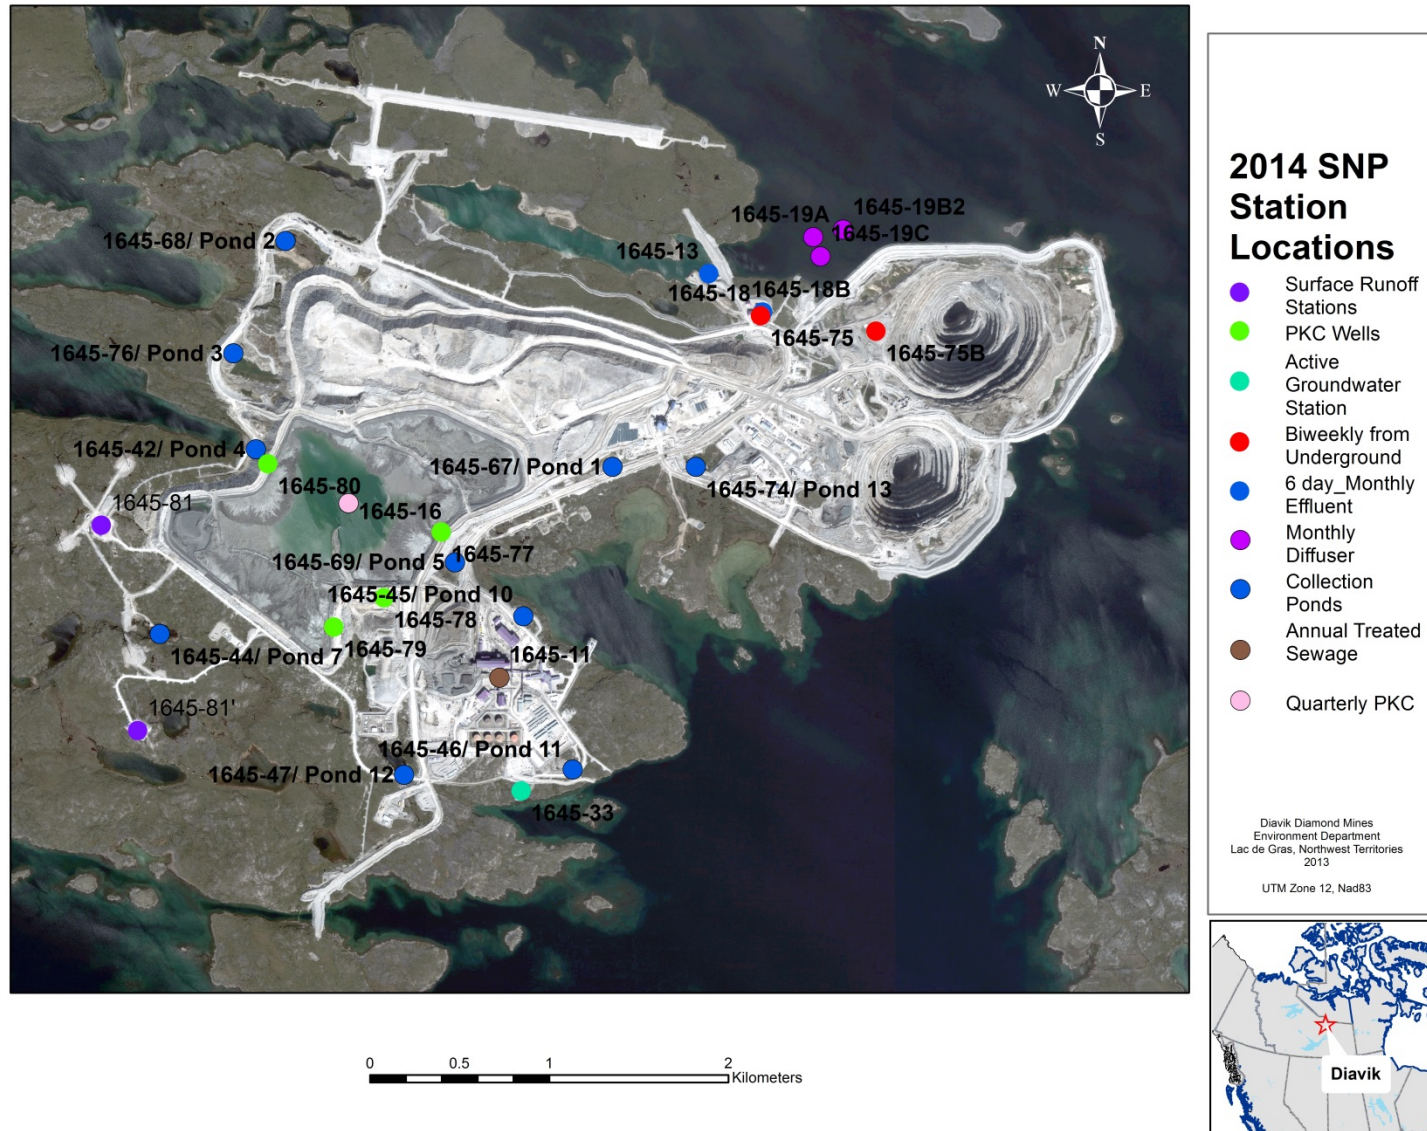 N
W
E
S
1645-19A
1645-19B2
1645-19C
1645-68/ Pond 2
1645-13
1645-18
1645-18B
1645-76/ Pond 3
1645-75
1645-75B
1645-42/ Pond 4
1645-67/ Pond 1
1645-80
1645-74/ Pond 13
1645-81
1645-16
1645-69/ Pond 5
1645-77
1645-45/ Pond 10
1645-78
1645-44/ Pond 7
1645-79
1645-11
1645-81'
1645-46/ Pond 11
1645-47/ Pond 12
1645-33
0
0.5
1
2
Kilometers
2014 SNP
Station
Locations
Surface Runoff
Stations
PKC Wells
Active
Groundwater
Station
Biweekly from
Underground
6 day_Monthly
Effluent
Monthly
Diffuser
Collection
Ponds
Annual Treated
Sewage
Quarterly PKC
Diavik Diamond Mines
Environment Department
Lac de Gras, Northwest Territories
2013
UTM Zone 12, Nad83
Diavik